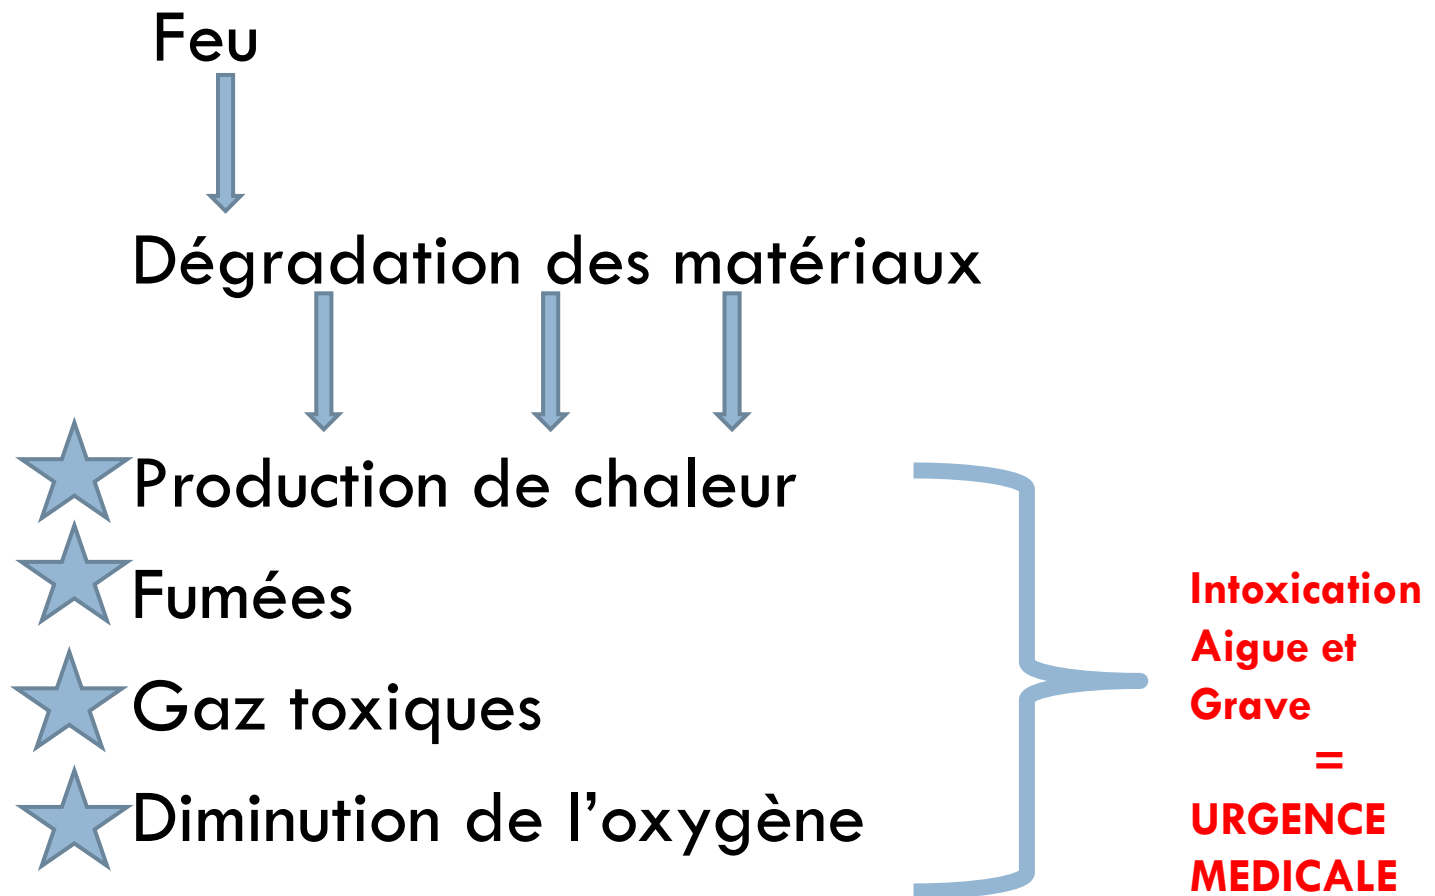 Feu
Dégradation des matériaux
Production de chaleur
Fumées
Gaz toxiques
Diminution de l’oxygène
Intoxication
Aigue et
Grave
=
URGENCE
MEDICALE